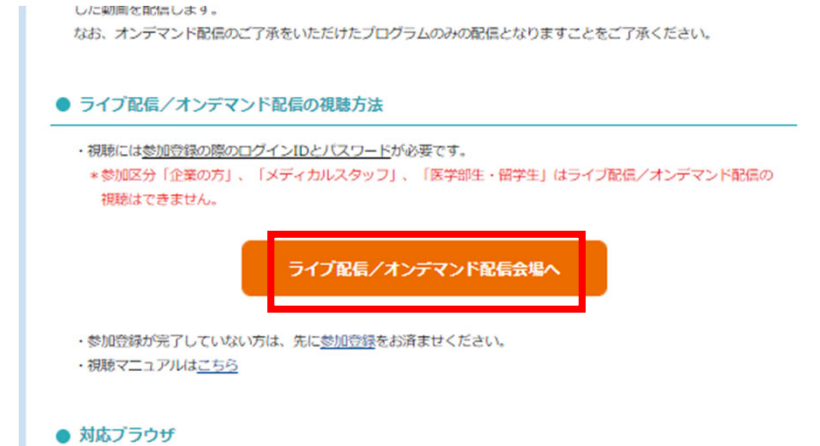 した動画を配信します。
なお、オンデマンド配信のご了承をいただけたプログラムのみの配信となりますことをご了承ください。
● ライブ配信／オンデマンド配信の視聴方法
・視聴には参加登録の際のログインIDとパスワードが必要です。
＊参加区分「企業の方」、「メディカルスタッフ」、「医学部生・留学生」はライブ配信／オンデマンド配信の
視聴はできません。
ライブ配信／オンデマンド配信会場へ
・参加登録が完了していない方は、先に参加登録をお済ませください。
・視聴マニュアルはこちら
● 対応ブラウザ